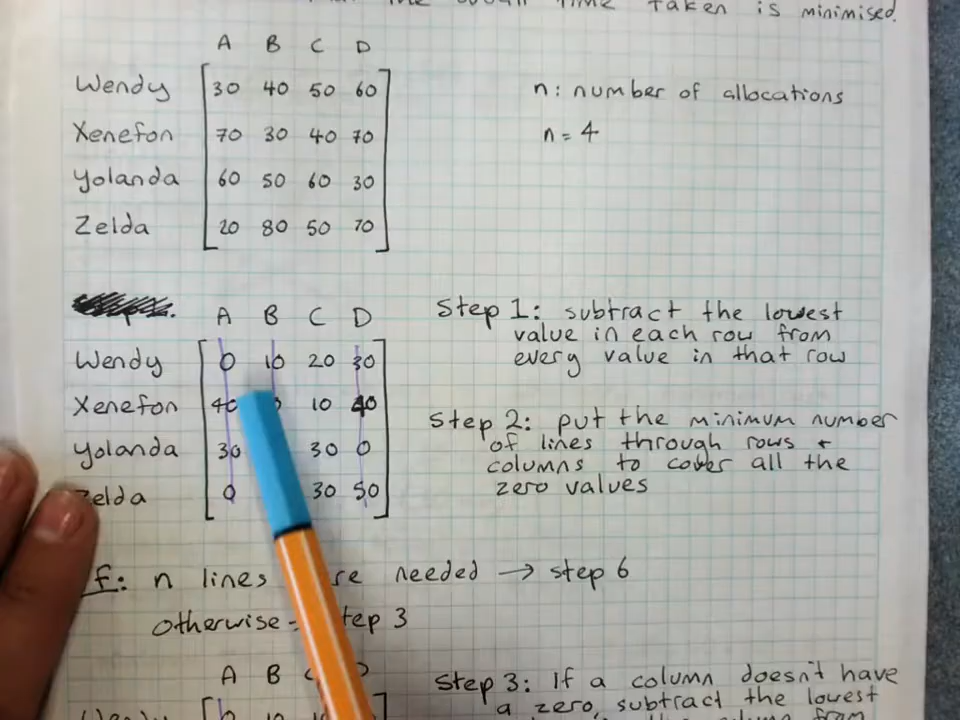 taken is minimised.
A B C D
Wendy 30 40 50 60
Xenefon 70 30 40 70
Yolanda 60 50 60 30
Zelda 20 80 50 70
n: number of allocations
n = 4
A B C D
Wendy 0 10 20 30
Xenefon 40 10 40
Yolanda 30 30 0
Zelda 0 30 50
Step 1: subtract the lowest
value in each row from
every value in that row
Step 2: put the minimum number
of lines through rows +
columns to cover all the
zero values
n lines needed → step 6
otherwise 3
A B D
Step 3: If a column doesn't have
a zero, subtract the lowest